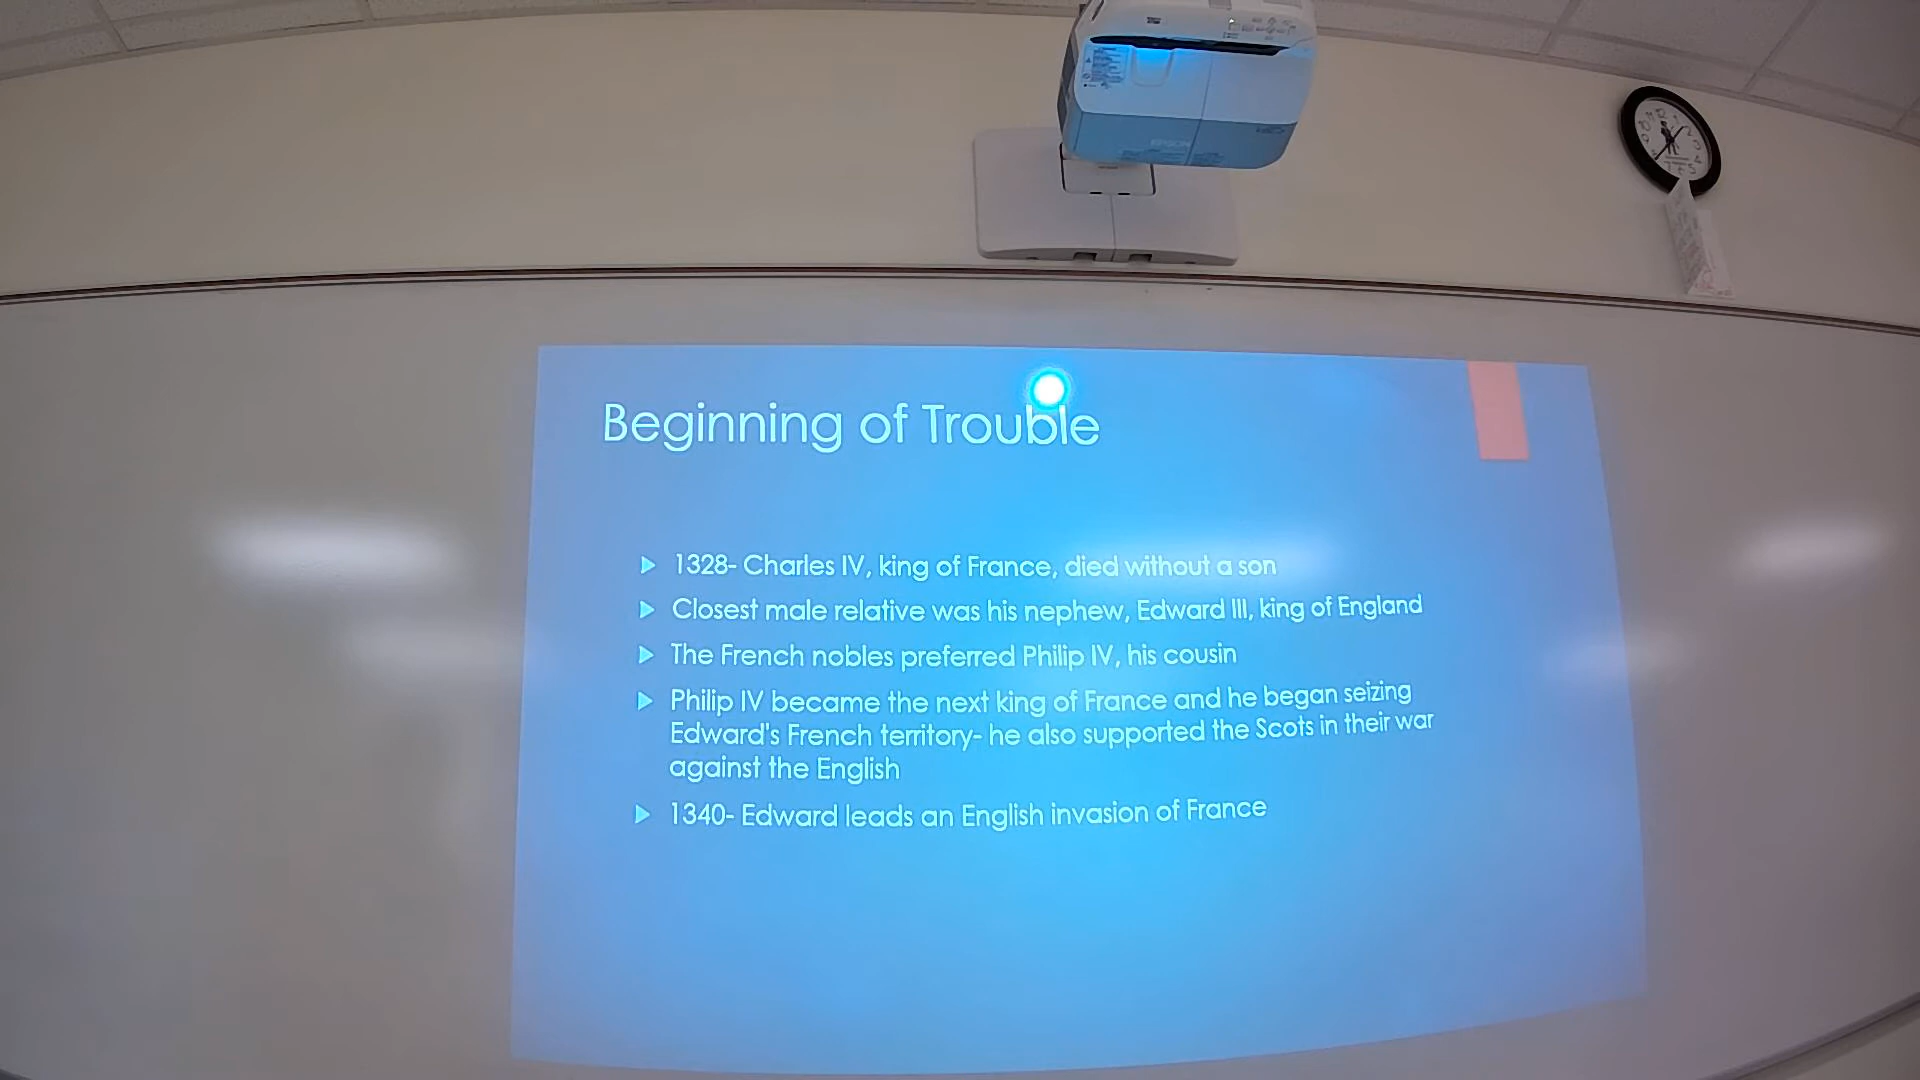 EPSON
Beginning of Trouble
1328- Charles IV, king of France, died without a son
Closest male relative was his nephew, Edward III, king of England
The French nobles preferred Philip IV, his cousin
Philip IV became the next king of France and he began seizing
Edward's French territory- he also supported the Scots in their war
against the English
1340- Edward leads an English invasion of France